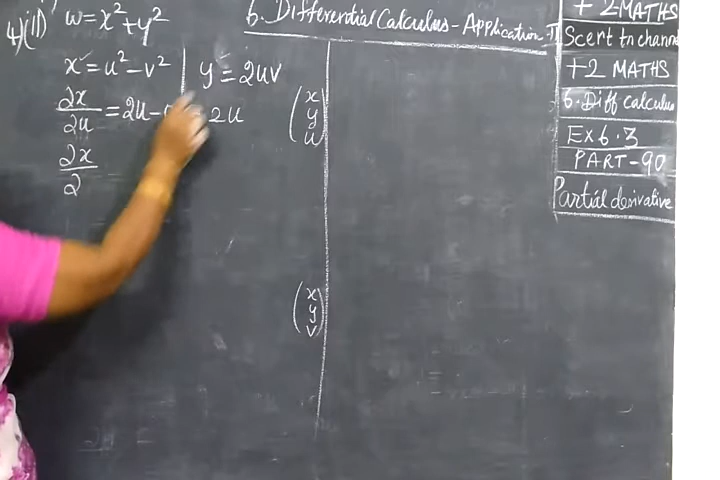 4) (ii) w = x² + y²
6. Differential Calculus - Application - II
x = u² - v² | y = 2uv
∂x/∂u = 2u - 2u
∂x/∂
(x
y
u)
(x
y
v)
+ 2 MATHS
Scert tn channel
+2 MATHS
6. Diff calculus
Ex 6.3
PART-90
Partial derivative